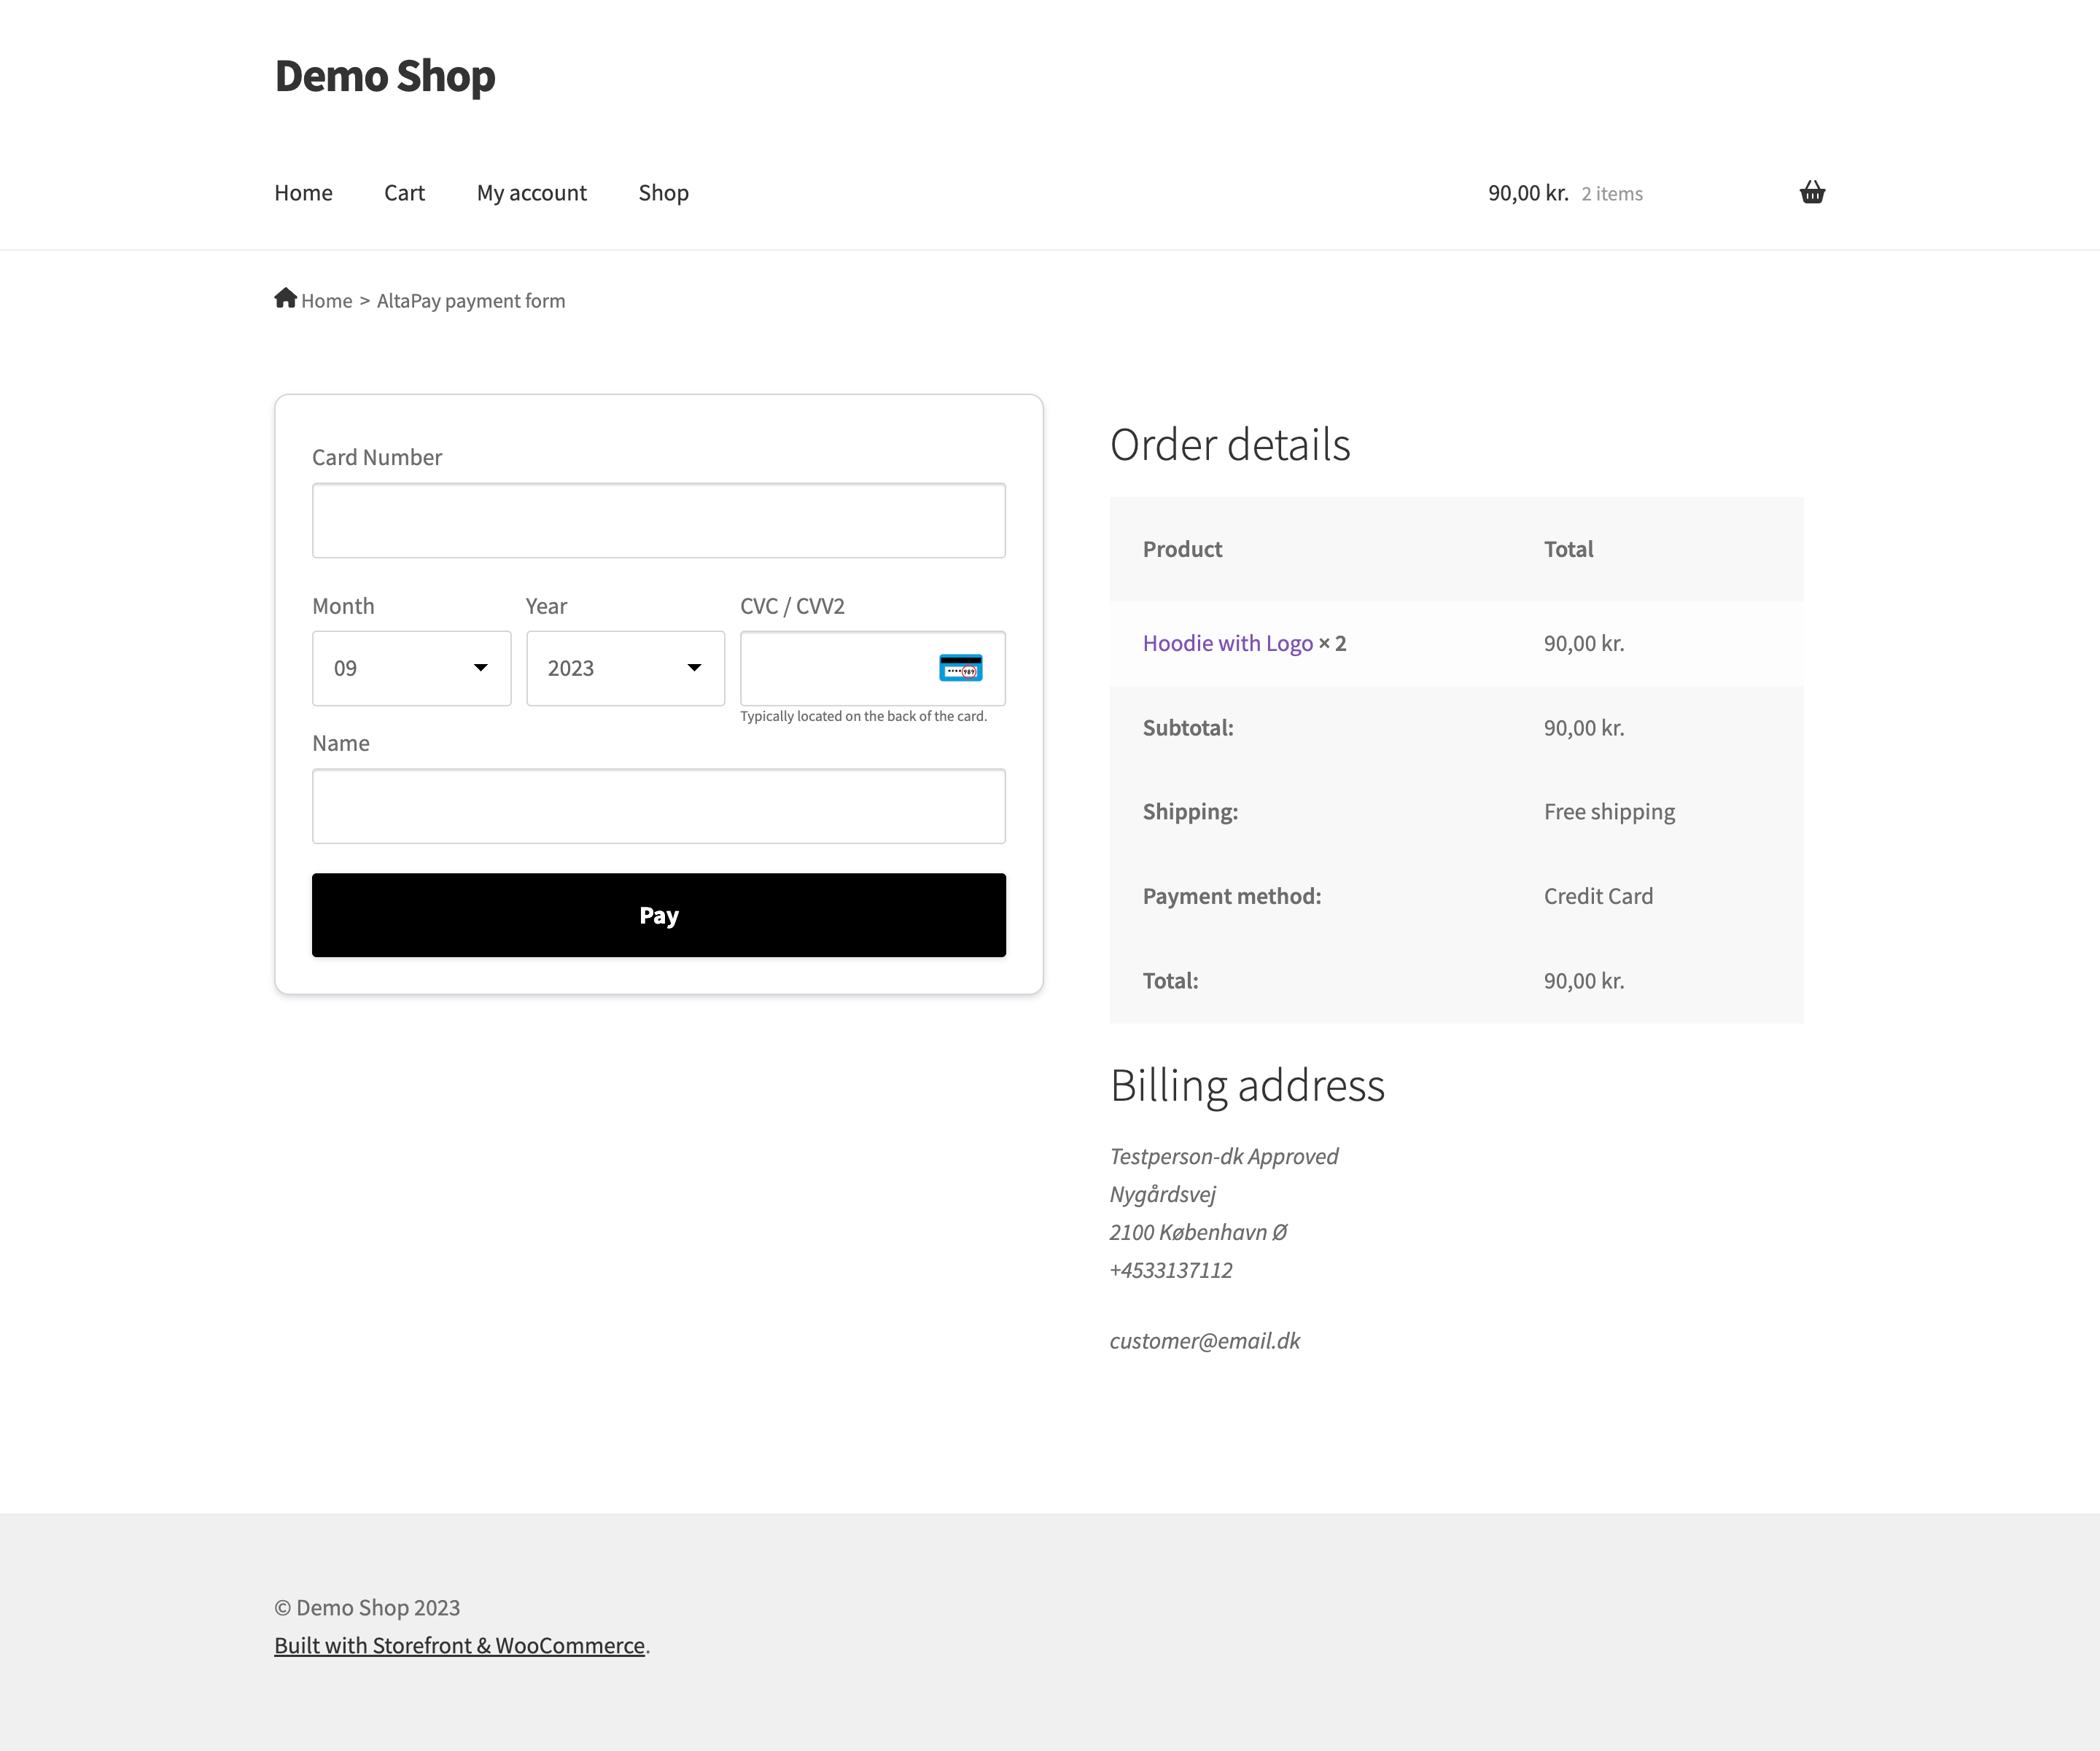 Demo Shop
Home Cart My account Shop 90,00 kr. 2 items
Home > AltaPay payment form
Card Number
Month Year CVC / CVV2
09 2023
Typically located on the back of the card.
Name
Pay
Order details
Product Total
Hoodie with Logo × 2 90,00 kr.
Subtotal: 90,00 kr.
Shipping: Free shipping
Payment method: Credit Card
Total: 90,00 kr.
Billing address
Testperson-dk Approved
Nygårdsvej
2100 København Ø
+4533137112
customer@email.dk
© Demo Shop 2023
Built with Storefront & WooCommerce.